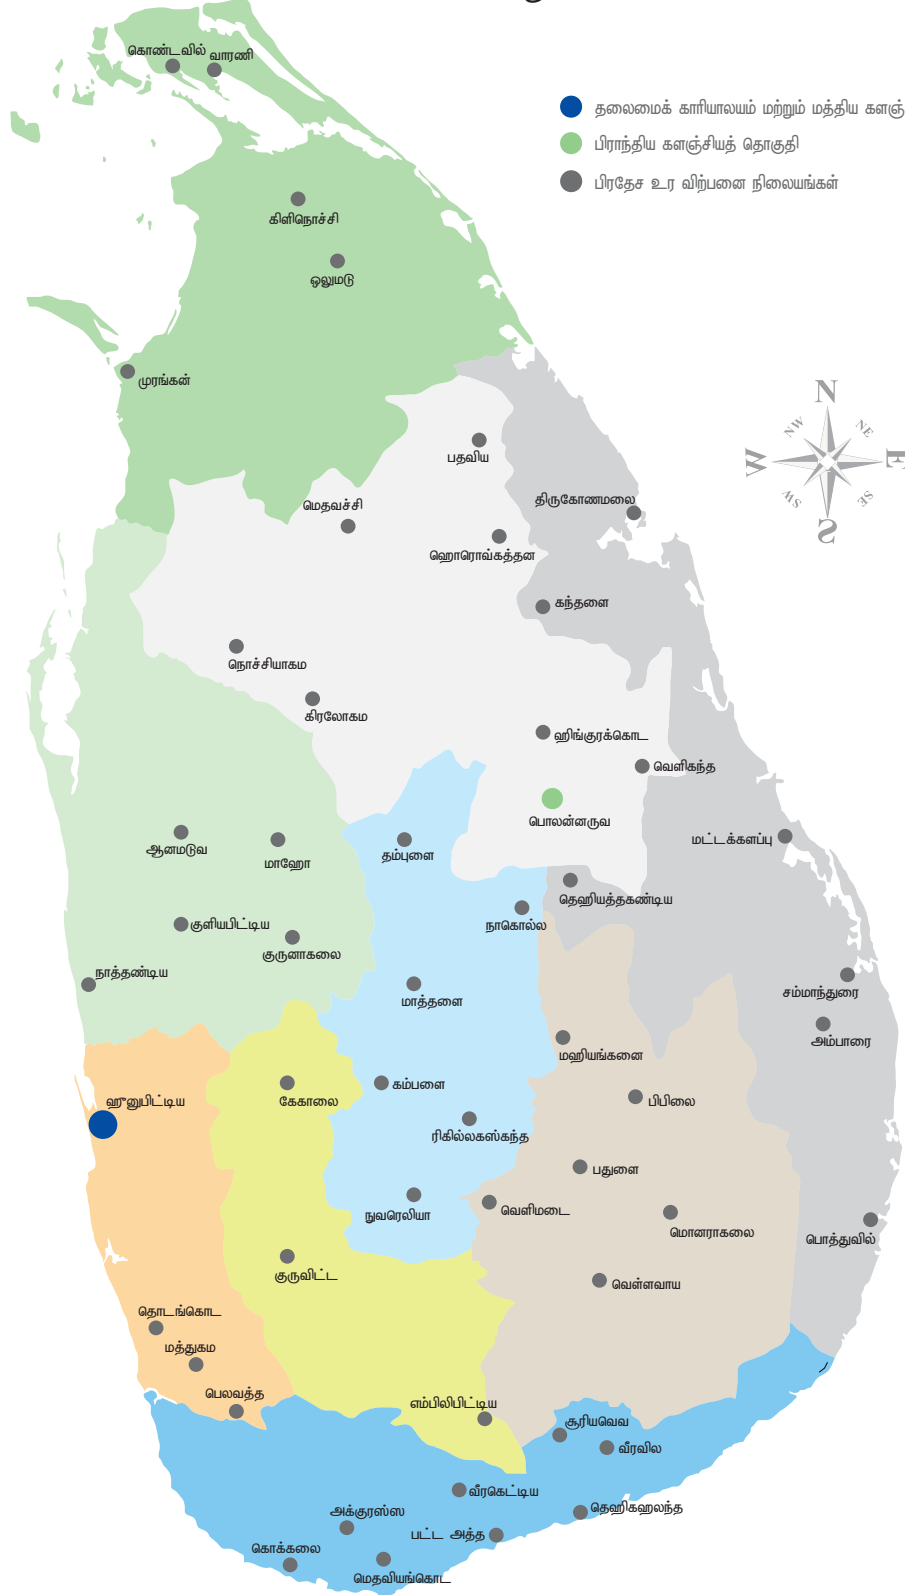 தலைமைக் காரியாலயம் மற்றும் மத்திய களஞ்
பிராந்திய களஞ்சியத் தொகுதி
பிரதேச உர விற்பனை நிலையங்கள்
கொண்டவில்
வாரணி
கிளிநொச்சி
ஒலுமடு
முரங்கன்
N
NW
NE
W
E
SW
SE
S
பதவிய
மெதவச்சி
திருகோணமலை
ஹொரொவ்கத்தன
கந்தளை
நொச்சியாகம
கிரலோகம
ஹிங்குரக்கொட
வெளிகந்த
பொலன்னருவ
ஆனமடுவ
மாஹோ
தம்புளை
மட்டக்களப்பு
தெஹியத்தகண்டிய
குளியபிட்டிய
நாகொல்ல
குருனாகலை
நாத்தண்டிய
மாத்தளை
சம்மாந்துரை
அம்பாரை
மஹியங்கனை
ஹுனுபிட்டிய
கேகாலை
கம்பளை
பிபிலை
ரிகில்லகஸ்கந்த
பதுளை
நுவரெலியா
வெளிமடை
மொனராகலை
பொத்துவில்
குருவிட்ட
வெள்ளவாய
தொடங்கொட
மத்துகம
பெலவத்த
எம்பிலிபிட்டிய
சூரியவெவ
வீரவில
வீரகெட்டிய
தெஹிகஹலந்த
அக்குரஸ்ஸ
பட்ட அத்த
கொக்கலை
மெதவியங்கொட